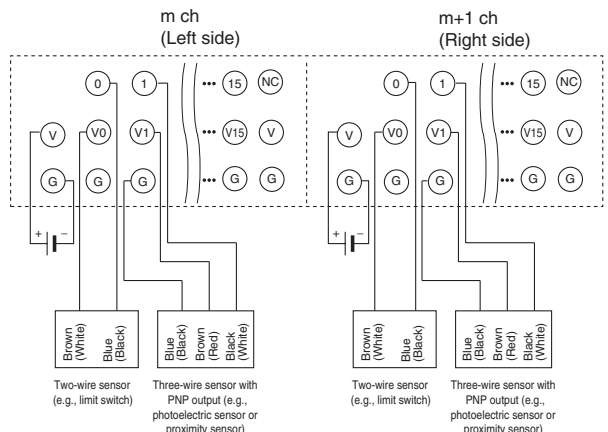 m ch
(Left side)
m+1 ch
(Right side)
0 1 ••• 15 NC
V V0 V1 ••• V15 V
G G G ••• G G
+ −
0 1 ••• 15 NC
V V0 V1 ••• V15 V
G G G ••• G G
+ −
Brown
(White)
Blue
(Black)
Blue
(Black)
Brown
(Red)
Black
(White)
Brown
(White)
Blue
(Black)
Blue
(Black)
Brown
(Red)
Black
(White)
Two-wire sensor
(e.g., limit switch)
Three-wire sensor with
PNP output (e.g.,
photoelectric sensor or
proximity sensor)
Two-wire sensor
(e.g., limit switch)
Three-wire sensor with
PNP output (e.g.,
photoelectric sensor or
proximity sensor)